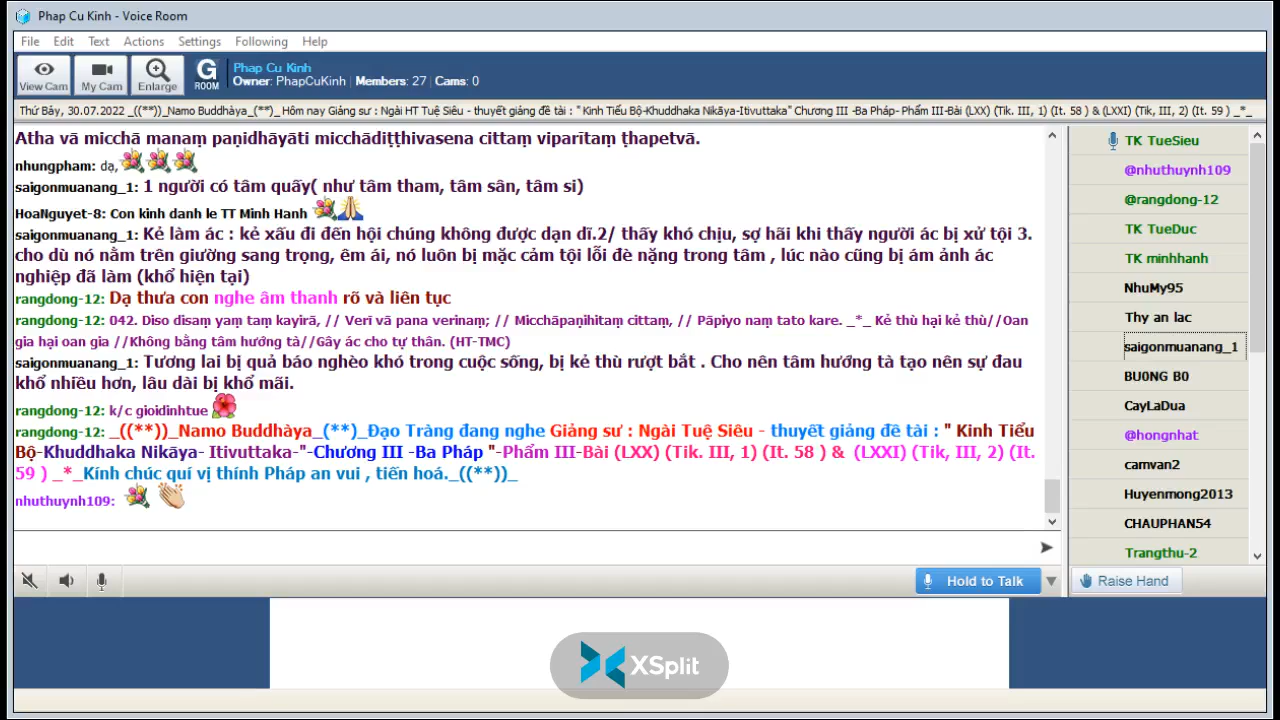 Phap Cu Kinh - Voice Room
File Edit Text Actions Settings Following Help
View Cam My Cam Enlarge G ROOM
Phap Cu Kinh
Owner: PhapCuKinh | Members: 27 | Cams: 0
Thứ Bảy, 30.07.2022 _((**))_Namo Buddhàya_(**)_ Hôm nay Giảng sư : Ngài HT Tuệ Siêu - thuyết giảng đề tài : " Kinh Tiểu Bộ-Khuddhaka Nikāya-Itivuttaka" Chương III -Ba Pháp- Phẩm III-Bài (LXX) (Tik. III, 1) (It. 58 ) & (LXXI) (Tik, III, 2) (It. 59 ) _*_
Atha vā micchā manaṃ paṇidhāyāti micchādiṭṭhivasena cittaṃ viparītaṃ ṭhapetvā.
nhungpham: dạ,
saigonmuanang_1: 1 người có tâm quấy( như tâm tham, tâm sân, tâm si)
HoaNguyet-8: Con kinh danh le TT Minh Hanh
saigonmuanang_1: Kẻ làm ác : kẻ xấu đi đến hội chúng không được dạn dĩ.2/ thấy khó chịu, sợ hãi khi thấy người ác bị xử tội 3.
cho dù nó nằm trên giường sang trọng, êm ái, nó luôn bị mặc cảm tội lỗi đè nặng trong tâm , lúc nào cũng bị ám ảnh ác
nghiệp đã làm (khổ hiện tại)
rangdong-12: Dạ thưa con nghe âm thanh rõ và liên tục
rangdong-12: 042. Diso disaṃ yaṃ taṃ kayirā, // Verī vā pana verinaṃ; // Micchāpaṇihitaṃ cittaṃ, // Pāpiyo naṃ tato kare. _*_ Kẻ thù hại kẻ thù//Oan
gia hại oan gia //Không bằng tâm hướng tà//Gây ác cho tự thân. (HT-TMC)
saigonmuanang_1: Tương lai bị quả báo nghèo khó trong cuộc sống, bị kẻ thù rượt bắt . Cho nên tâm hướng tà tạo nên sự đau
khổ nhiều hơn, lâu dài bị khổ mãi.
rangdong-12: k/c gioidinhtue
rangdong-12: _((**))_Namo Buddhàya_(**)_Đạo Tràng đang nghe Giảng sư : Ngài Tuệ Siêu - thuyết giảng đề tài : " Kinh Tiểu
Bộ-Khuddhaka Nikāya- Itivuttaka-"-Chương III -Ba Pháp "-Phẩm III-Bài (LXX) (Tik. III, 1) (It. 58 ) & (LXXI) (Tik, III, 2) (It.
59 ) _*_Kính chúc quí vị thính Pháp an vui , tiến hoá._((**))_
nhuthuynh109:
TK TueSieu
@nhuthuynh109
@rangdong-12
TK TueDuc
TK minhhanh
NhuMy95
Thy an lac
saigonmuanang_1
BU0NG B0
CayLaDua
@hongnhat
camvan2
Huyenmong2013
CHAUPHAN54
Trangthu-2
Hold to Talk
Raise Hand
XSplit